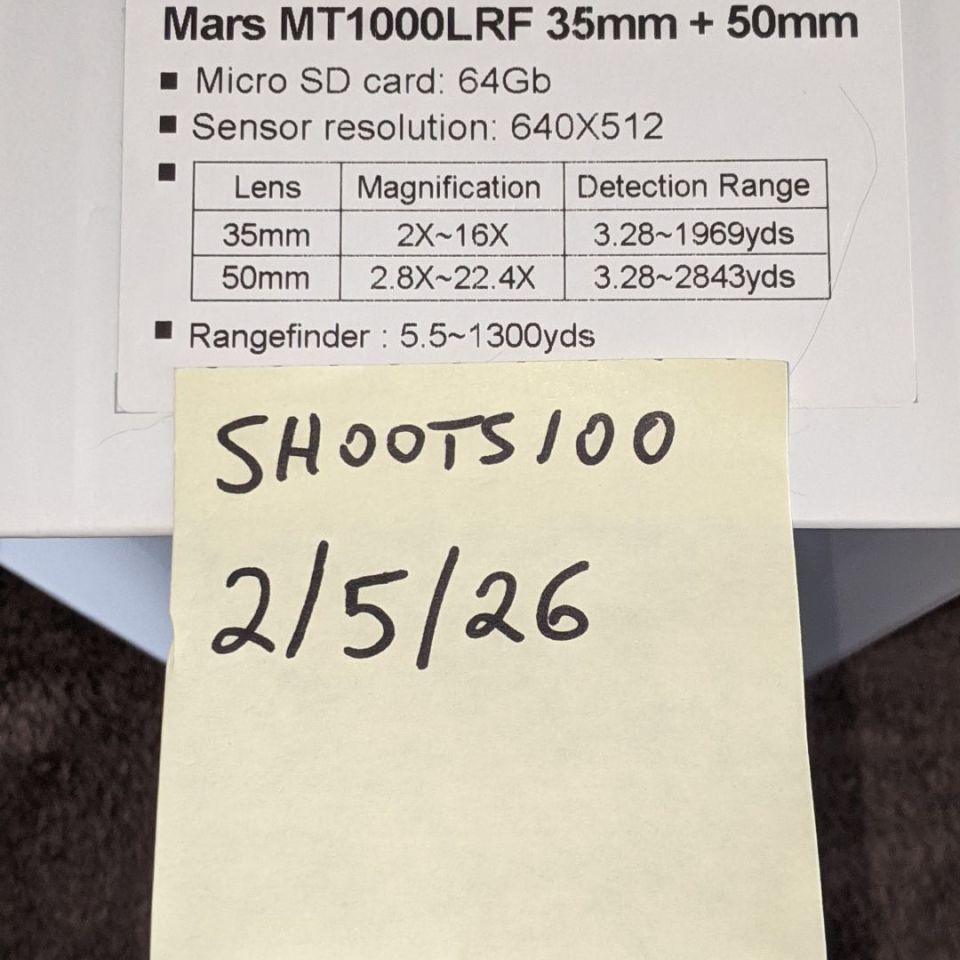 Mars MT1000LRF 35mm + 50mm
■ Micro SD card: 64Gb
■ Sensor resolution: 640X512
■ Lens Magnification Detection Range
35mm 2X~16X 3.28~1969yds
50mm 2.8X~22.4X 3.28~2843yds
■ Rangefinder : 5.5~1300yds
SHOOTS100
2/5/26